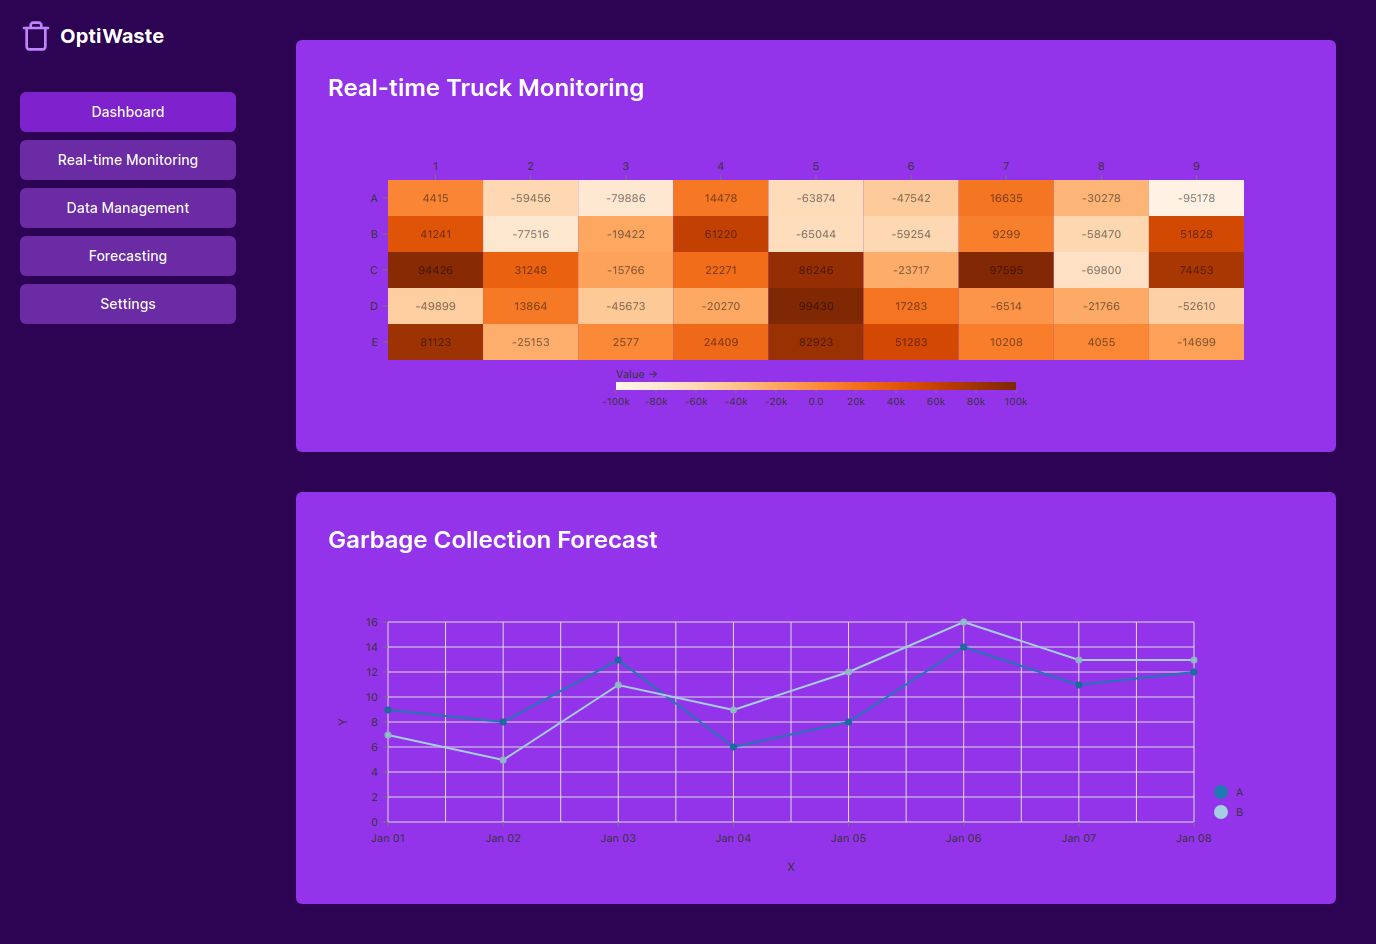 OptiWaste
Dashboard
Real-time Monitoring
Data Management
Forecasting
Settings
Real-time Truck Monitoring
1 2 3 4 5 6 7 8 9
A 4415 -59456 -79886 14478 -63874 -47542 16635 -30278 -95178
B 41241 -77516 -19422 61220 -65044 -59254 9299 -58470 51828
C 94426 31248 -15766 22271 86246 -23717 97595 -69800 74453
D -49899 13864 -45673 -20270 99430 17283 -6514 -21766 -52610
E 81123 -25153 2577 24409 82923 51283 10208 4055 -14699
Value →
-100k -80k -60k -40k -20k 0.0 20k 40k 60k 80k 100k
Garbage Collection Forecast
16
14
12
10
Y
8
6
4
2
0
Jan 01 Jan 02 Jan 03 Jan 04 Jan 05 Jan 06 Jan 07 Jan 08
X
A
B